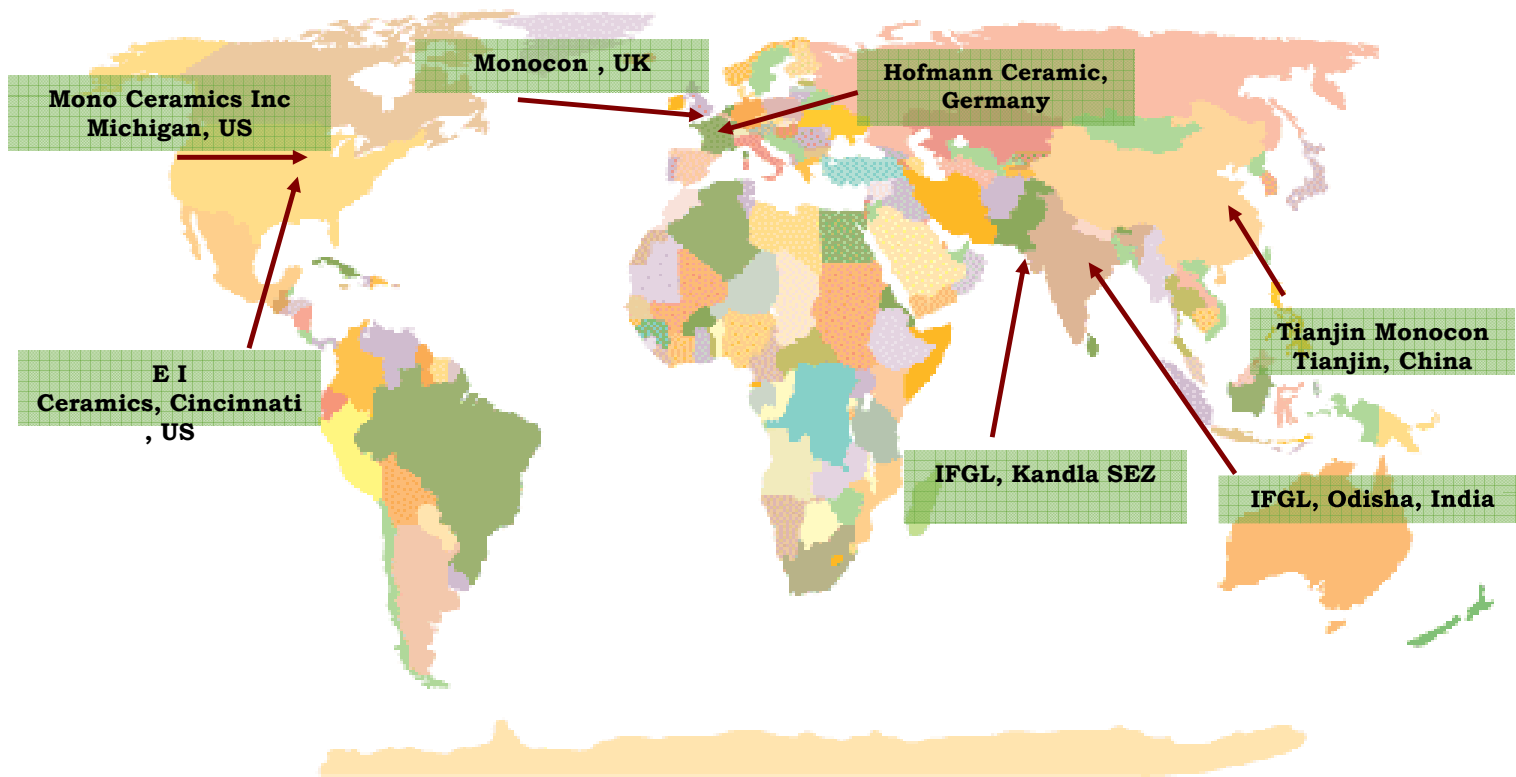 Monocon , UK
Hofmann Ceramic,
Germany
Mono Ceramics Inc
Michigan, US
Tianjin Monocon
Tianjin, China
E I
Ceramics, Cincinnati
, US
IFGL, Kandla SEZ
IFGL, Odisha, India